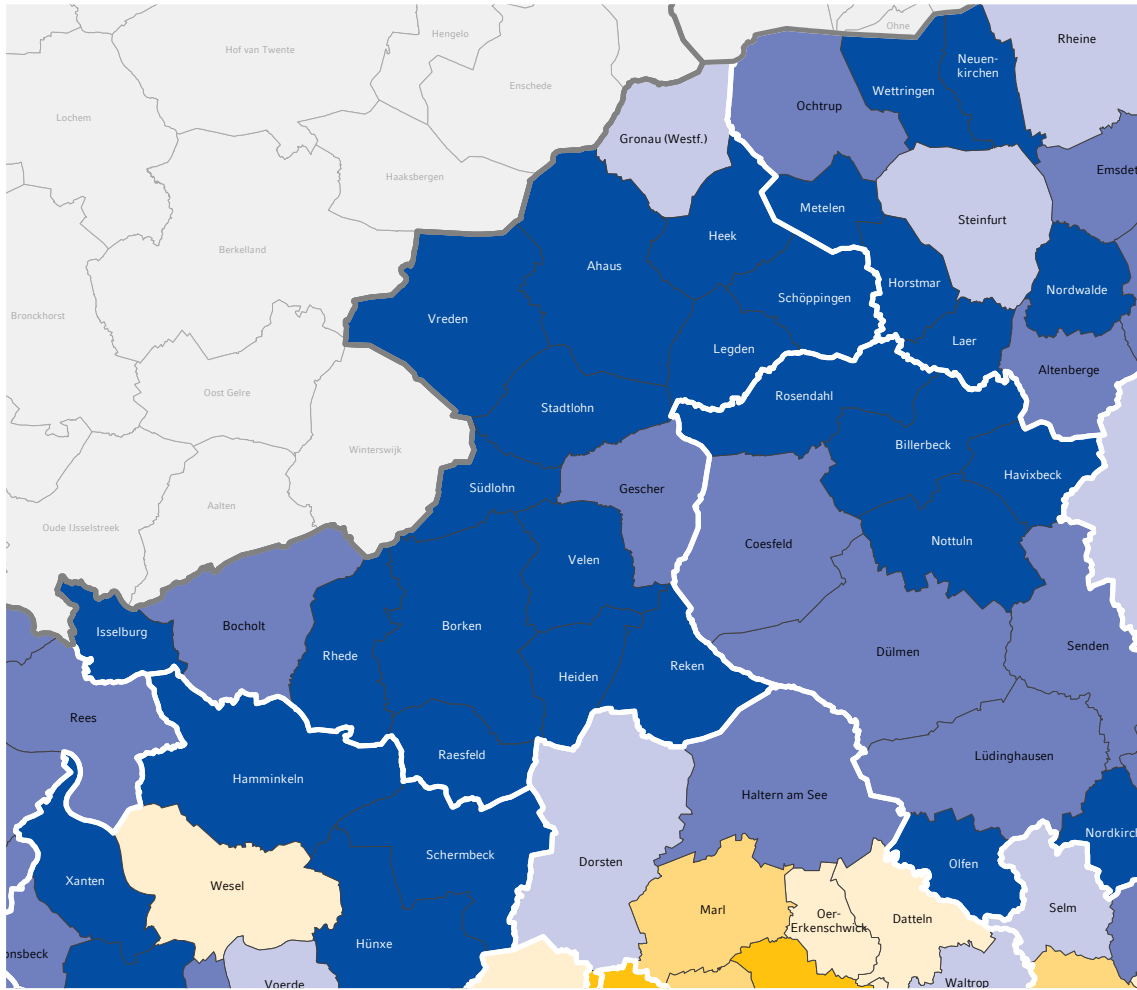 Ohne
Hengelo
Rheine
Hof van Twente
Neuen-
kirchen
Enschede
Wettringen
Ochtrup
Lochem
Gronau (Westf.)
Emsdet
Haaksbergen
Metelen
Steinfurt
Heek
Berkelland
Ahaus
Horstmar
Nordwalde
Schöppingen
Bronckhorst
Vreden
Laer
Legden
Altenberge
Oost Gelre
Rosendahl
Stadtlohn
Billerbeck
Winterswijk
Havixbeck
Südlohn
Gescher
Aalten
Oude IJsselstreek
Coesfeld
Nottuln
Velen
Isselburg
Bocholt
Borken
Senden
Dülmen
Rhede
Reken
Heiden
Rees
Raesfeld
Lüdinghausen
Hamminkeln
Haltern am See
Nordkirch
Schermbeck
Dorsten
Olfen
Xanten
Wesel
Selm
Marl
Oer-
Erkenschwick
Datteln
Hünxe
onsbeck
Voerde
Waltrop